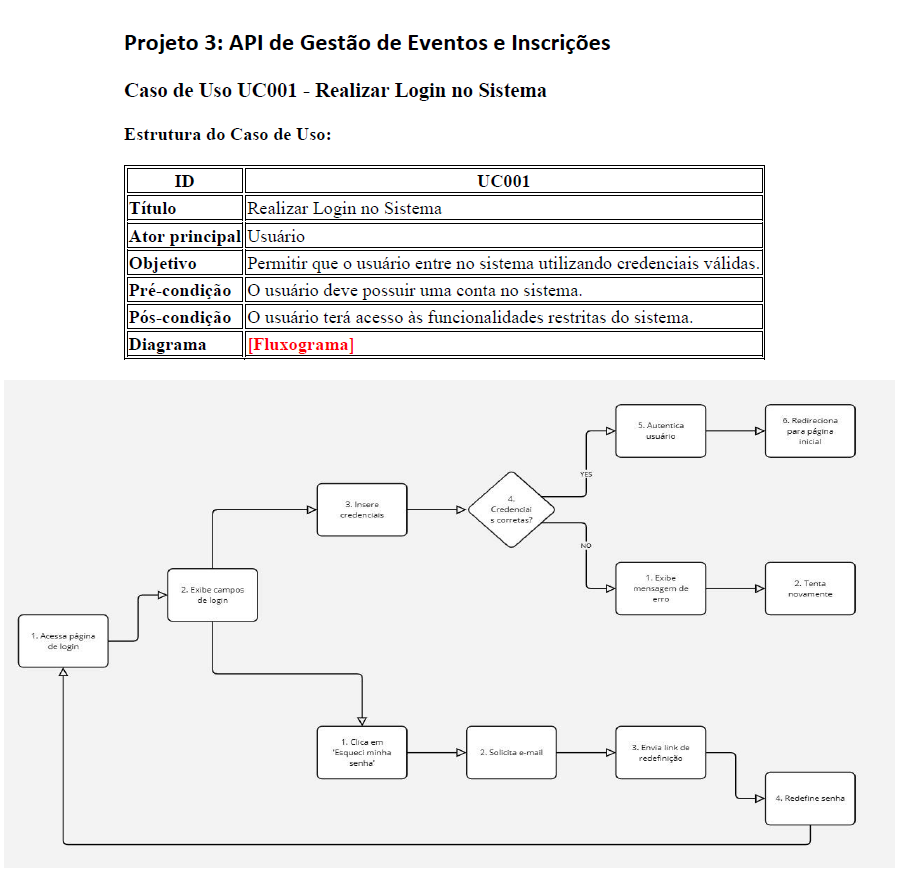 Projeto 3: API de Gestão de Eventos e Inscrições
Caso de Uso UC001 - Realizar Login no Sistema
Estrutura do Caso de Uso:
ID UC001
Título Realizar Login no Sistema
Ator principal Usuário
Objetivo Permitir que o usuário entre no sistema utilizando credenciais válidas.
Pré-condição O usuário deve possuir uma conta no sistema.
Pós-condição O usuário terá acesso às funcionalidades restritas do sistema.
Diagrama [Fluxograma]
1. Acessa página
de login
2. Exibe campos
de login
3. Insere
credenciais
4.
Credenciai
s corretas?
YES
5. Autentica
usuário
6. Redireciona
para página
inicial
NO
1. Exibe
mensagem de
erro
2. Tenta
novamente
1. Clica em
'Esqueci minha
senha'
2. Solicita e-mail
3. Envia link de
redefinição
4. Redefine senha